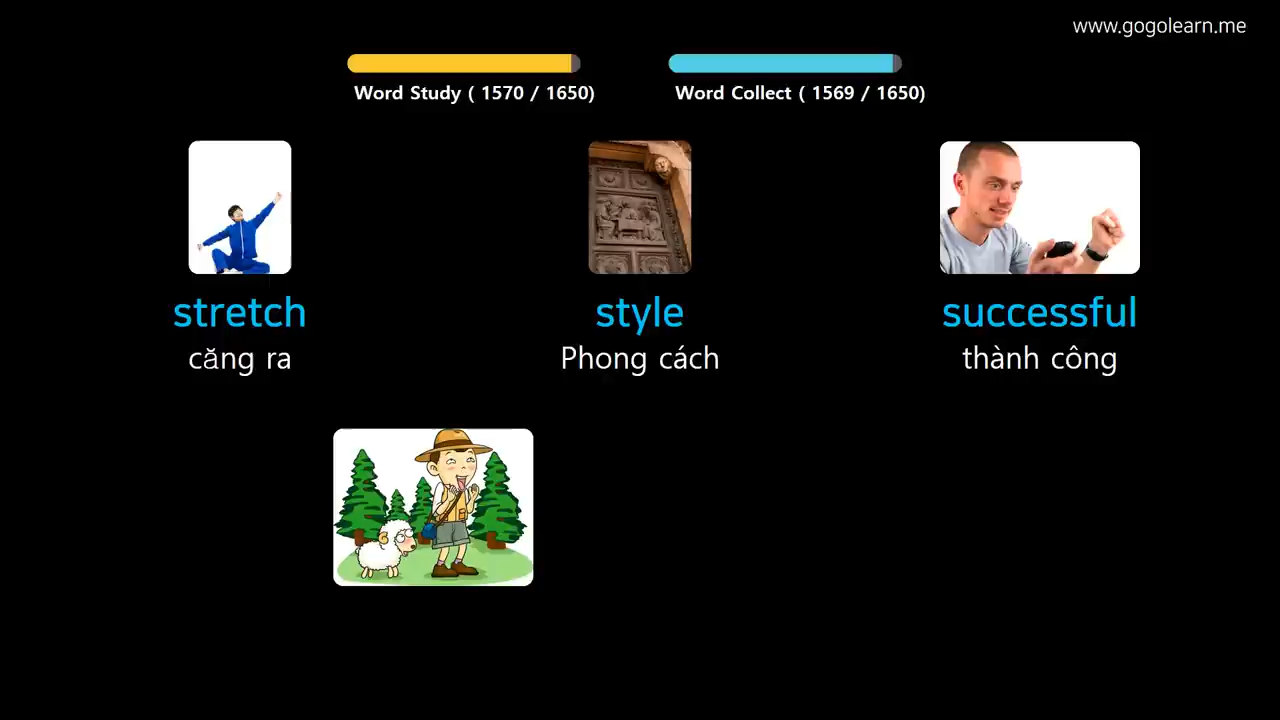 www.gogolearn.me
Word Study ( 1570 / 1650)
Word Collect ( 1569 / 1650)
stretch
căng ra
style
Phong cách
successful
thành công